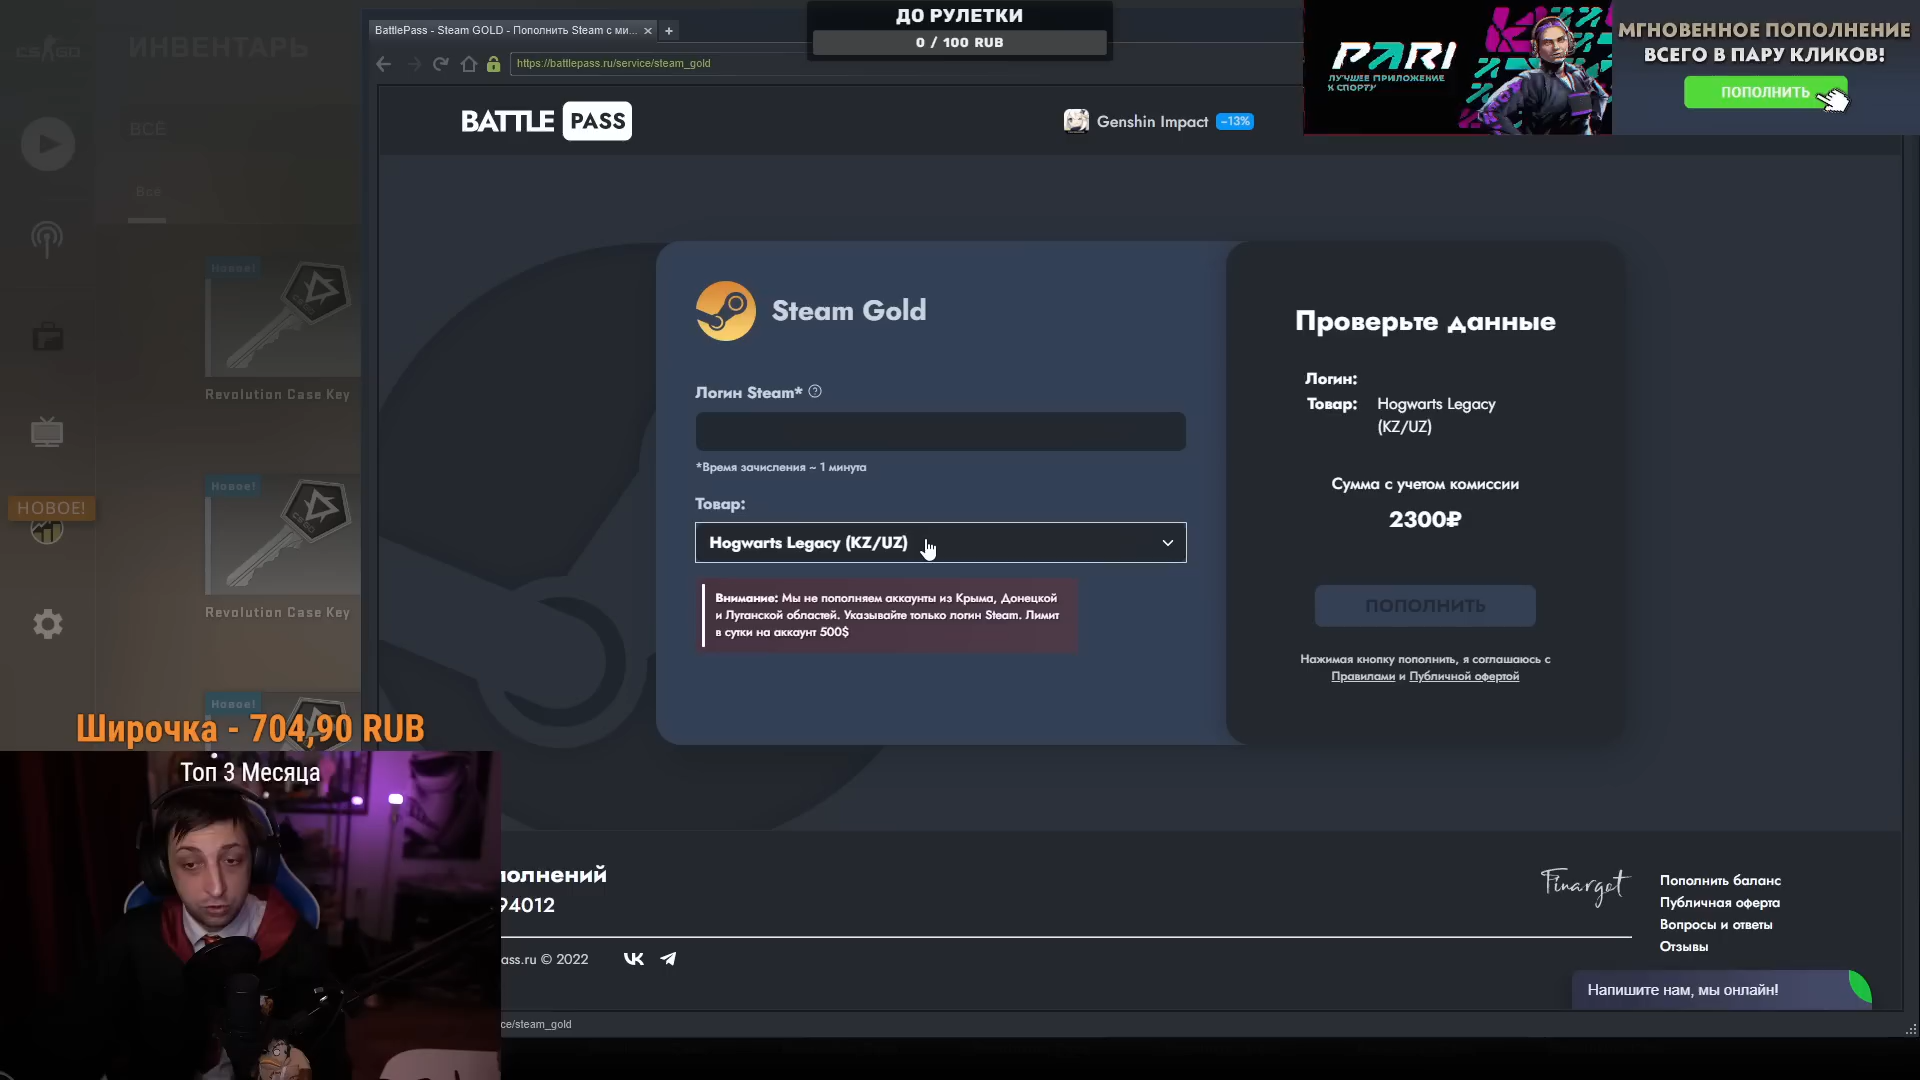 BattlePass - Steam GOLD - Пополнить Steam с ми...
ДО РУЛЕТКИ
0 / 100 RUB
https://battlepass.ru/service/steam_gold
PARI
ЛУЧШЕЕ ПРИЛОЖЕНИЕ
К СПОРТУ
МГНОВЕННОЕ ПОПОЛНЕНИЕ
ВСЕГО В ПАРУ КЛИКОВ!
ПОПОЛНИТЬ
CS:GO
ИНВЕНТАРЬ
ВСЁ
Всё
Новое!
Revolution Case Key
Новое!
НОВОЕ!
Revolution Case Key
Новое!
BATTLE PASS
Genshin Impact -13%
Steam Gold
Логин Steam*
*Время зачисления ~ 1 минута
Товар:
Hogwarts Legacy (KZ/UZ)
Внимание: Мы не пополняем аккаунты из Крыма, Донецкой
и Луганской областей. Указывайте только логин Steam. Лимит
в сутки на аккаунт 500$
Проверьте данные
Логин:
Товар: Hogwarts Legacy
(KZ/UZ)
Сумма с учетом комиссии
2300₽
ПОПОЛНИТЬ
Нажимая кнопку пополнить, я соглашаюсь с
Правилами и Публичной офертой
Широчка - 704,90 RUB
Топ 3 Месяца
полнений
94012
ass.ru © 2022
Finarget
Пополнить баланс
Публичная оферта
Вопросы и ответы
Отзывы
Напишите нам, мы онлайн!
ce/steam_gold